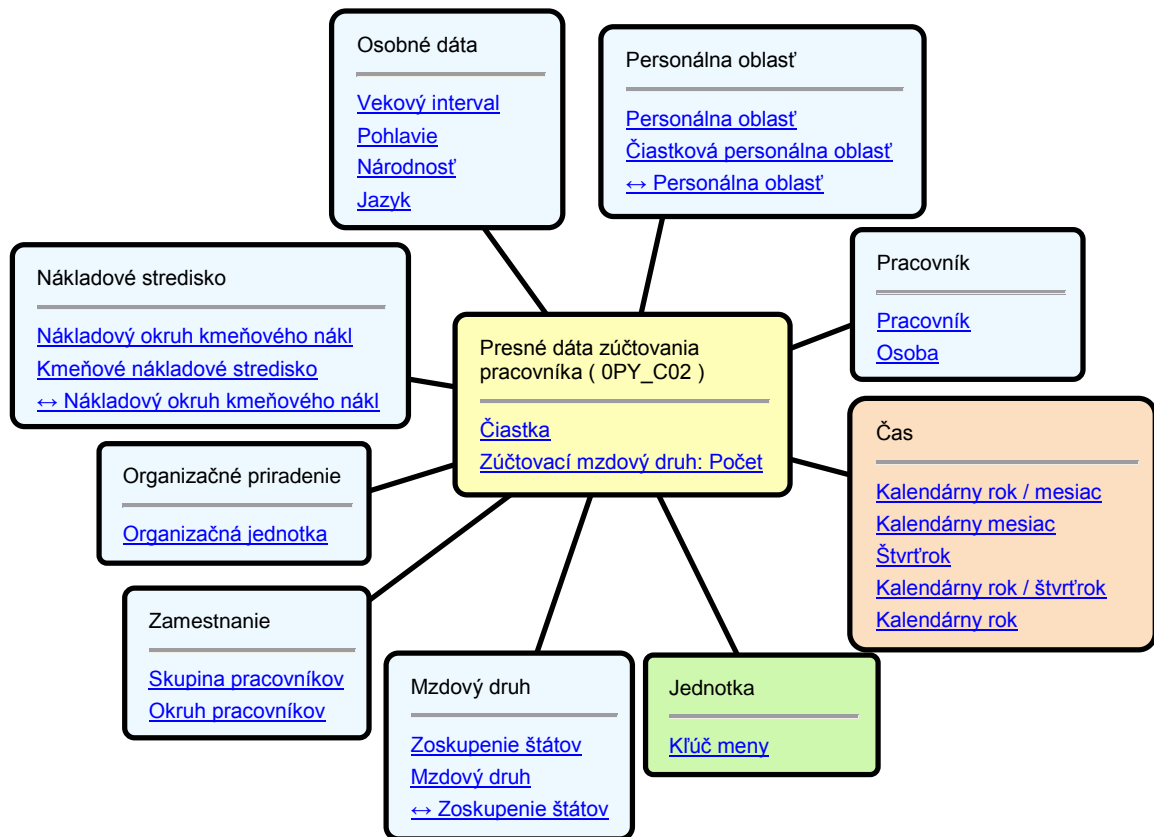 Osobné dáta
Vekový interval
Pohlavie
Národnosť
Jazyk
Personálna oblasť
Personálna oblasť
Čiastková personálna oblasť
↔ Personálna oblasť
Nákladové stredisko
Nákladový okruh kmeňového nákl
Kmeňové nákladové stredisko
↔ Nákladový okruh kmeňového nákl
Presné dáta zúčtovania
pracovníka ( 0PY_C02 )
Čiastka
Zúčtovací mzdový druh: Počet
Pracovník
Pracovník
Osoba
Organizačné priradenie
Organizačná jednotka
Čas
Kalendárny rok / mesiac
Kalendárny mesiac
Štvrťrok
Kalendárny rok / štvrťrok
Kalendárny rok
Zamestnanie
Skupina pracovníkov
Okruh pracovníkov
Mzdový druh
Zoskupenie štátov
Mzdový druh
↔ Zoskupenie štátov
Jednotka
Kľúč meny